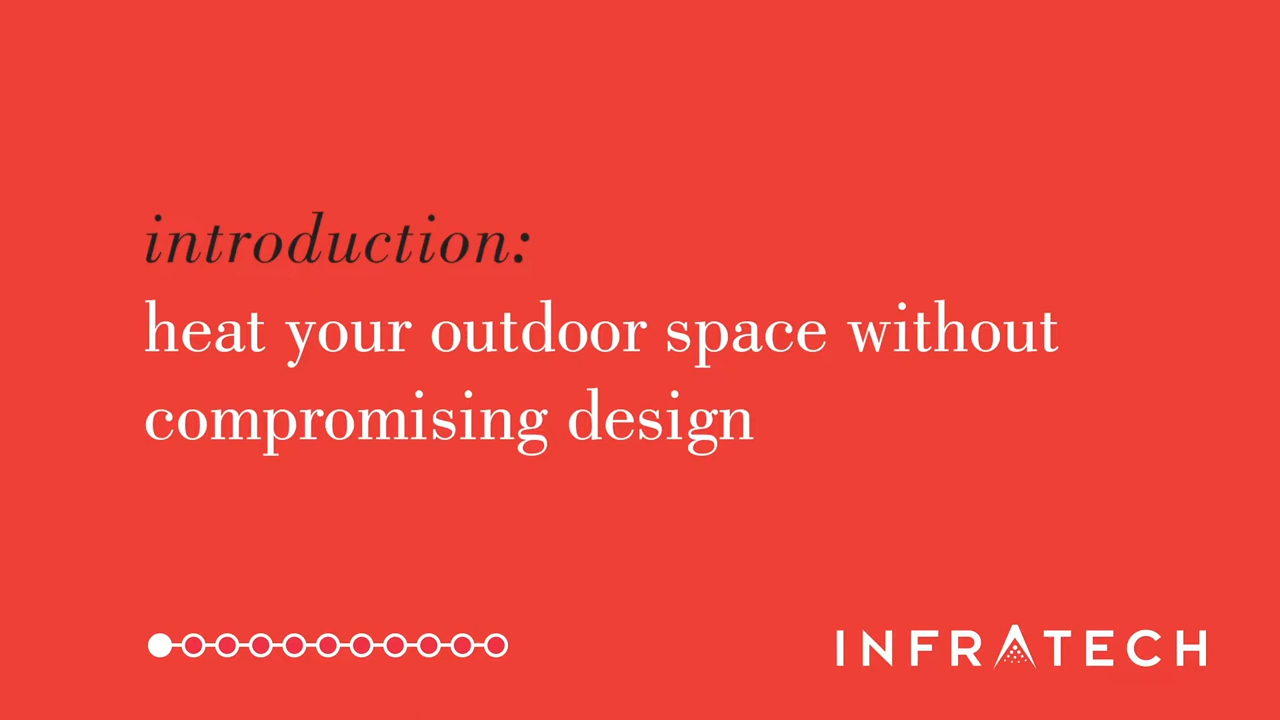 introduction:
heat your outdoor space without
compromising design
INFRATECH